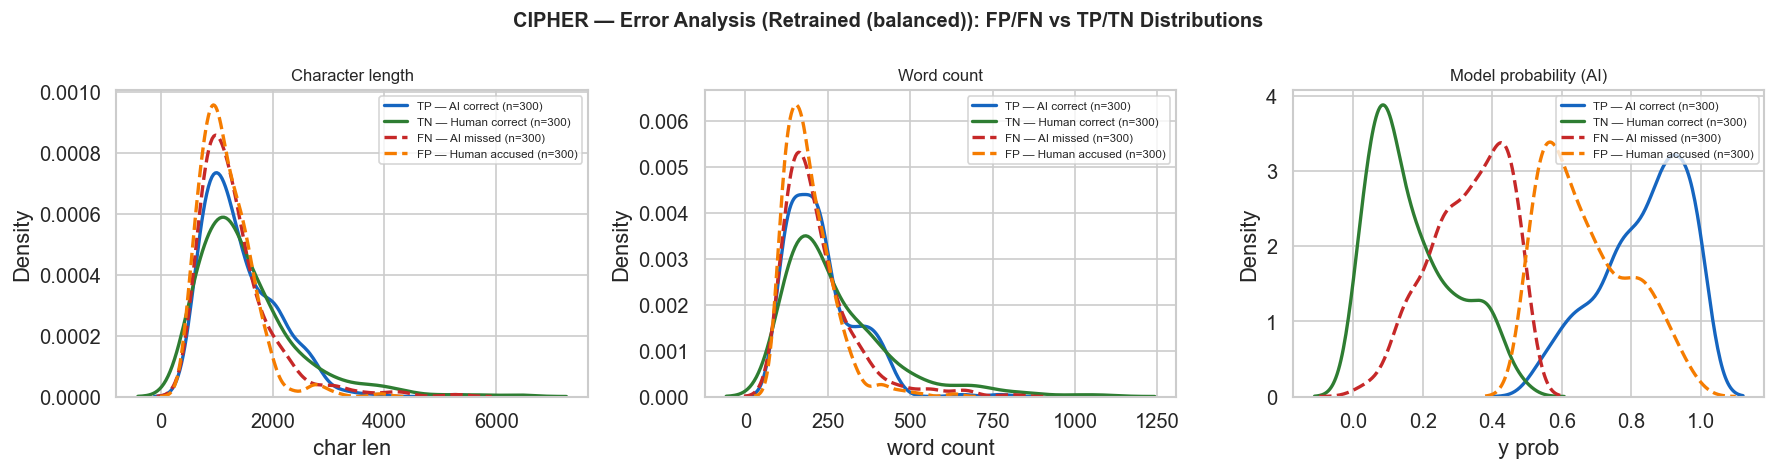 CIPHER — Error Analysis (Retrained (balanced)): FP/FN vs TP/TN Distributions
Character length
TP — AI correct (n=300)
TN — Human correct (n=300)
FN — AI missed (n=300)
FP — Human accused (n=300)
Density
0.0010
0.0008
0.0006
0.0004
0.0002
0.0000
0 2000 4000 6000
char len
Word count
TP — AI correct (n=300)
TN — Human correct (n=300)
FN — AI missed (n=300)
FP — Human accused (n=300)
Density
0.006
0.005
0.004
0.003
0.002
0.001
0.000
0 250 500 750 1000 1250
word count
Model probability (AI)
TP — AI correct (n=300)
TN — Human correct (n=300)
FN — AI missed (n=300)
FP — Human accused (n=300)
Density
4
3
2
1
0
0.0 0.2 0.4 0.6 0.8 1.0
y prob